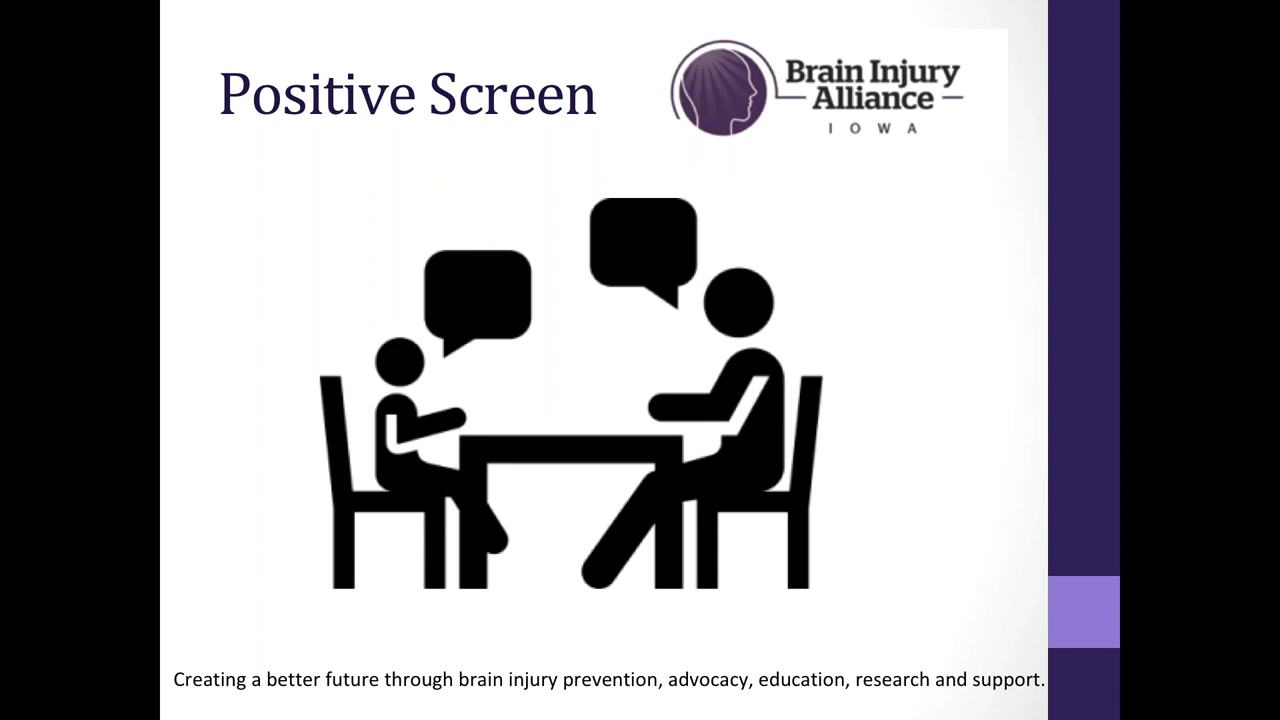 Positive Screen
Brain Injury
Alliance
IOWA
Creating a better future through brain injury prevention, advocacy, education, research and support.